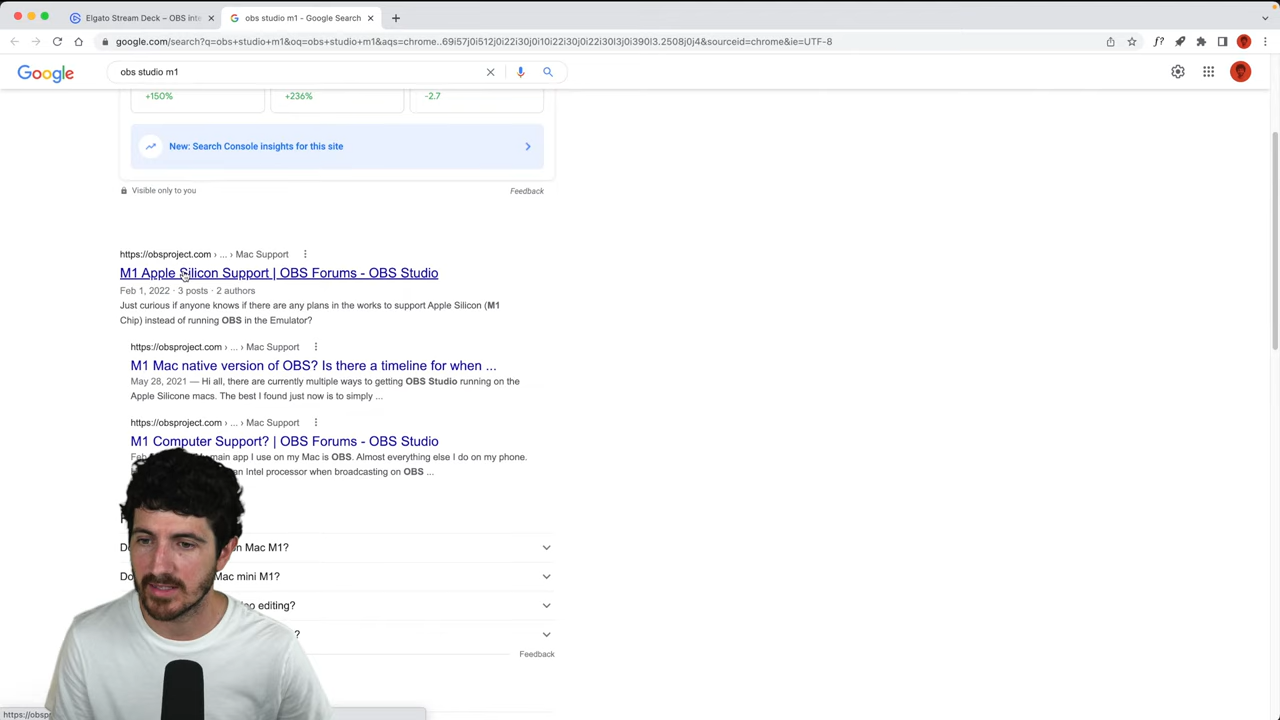 Elgato Stream Deck – OBS inte
obs studio m1 - Google Search
google.com/search?q=obs+studio+m1&oq=obs+studio+m1&aqs=chrome..69i57j0i512j0i22i30j0i10i22i30j0i22i30l3j0i390l3.2508j0j4&sourceid=chrome&ie=UTF-8
Google
obs studio m1
+150%
+236%
-2.7
New: Search Console insights for this site
Visible only to you
Feedback
https://obsproject.com › ... › Mac Support
M1 Apple Silicon Support | OBS Forums - OBS Studio
Feb 1, 2022 · 3 posts · 2 authors
Just curious if anyone knows if there are any plans in the works to support Apple Silicon (M1
Chip) instead of running OBS in the Emulator?
https://obsproject.com › ... › Mac Support
M1 Mac native version of OBS? Is there a timeline for when ...
May 28, 2021 — Hi all, there are currently multiple ways to getting OBS Studio running on the
Apple Silicone macs. The best I found just now is to simply ...
https://obsproject.com › ... › Mac Support
M1 Computer Support? | OBS Forums - OBS Studio
main app I use on my Mac is OBS. Almost everything else I do on my phone.
an Intel processor when broadcasting on OBS ...
on Mac M1?
Mac mini M1?
editing?
?
Feedback
https://obspr